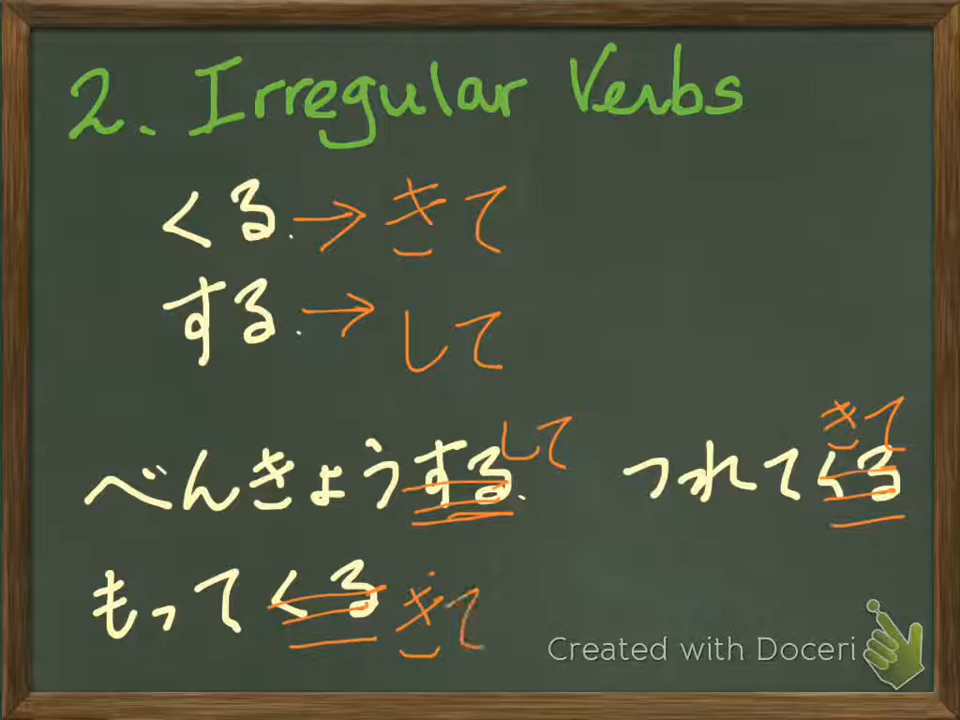 2. Irregular Verbs
くる → きて
する → して
べんきょうする して つれてくる きて
もってくる きて
Created with Doceri